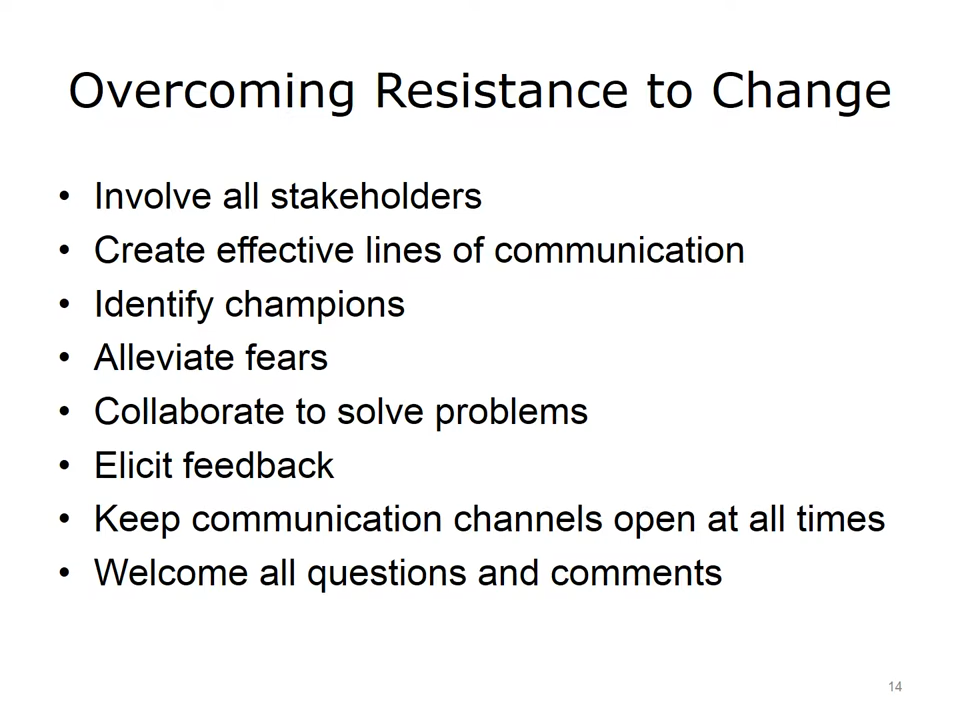 Overcoming Resistance to Change
• Involve all stakeholders
• Create effective lines of communication
• Identify champions
• Alleviate fears
• Collaborate to solve problems
• Elicit feedback
• Keep communication channels open at all times
• Welcome all questions and comments
14